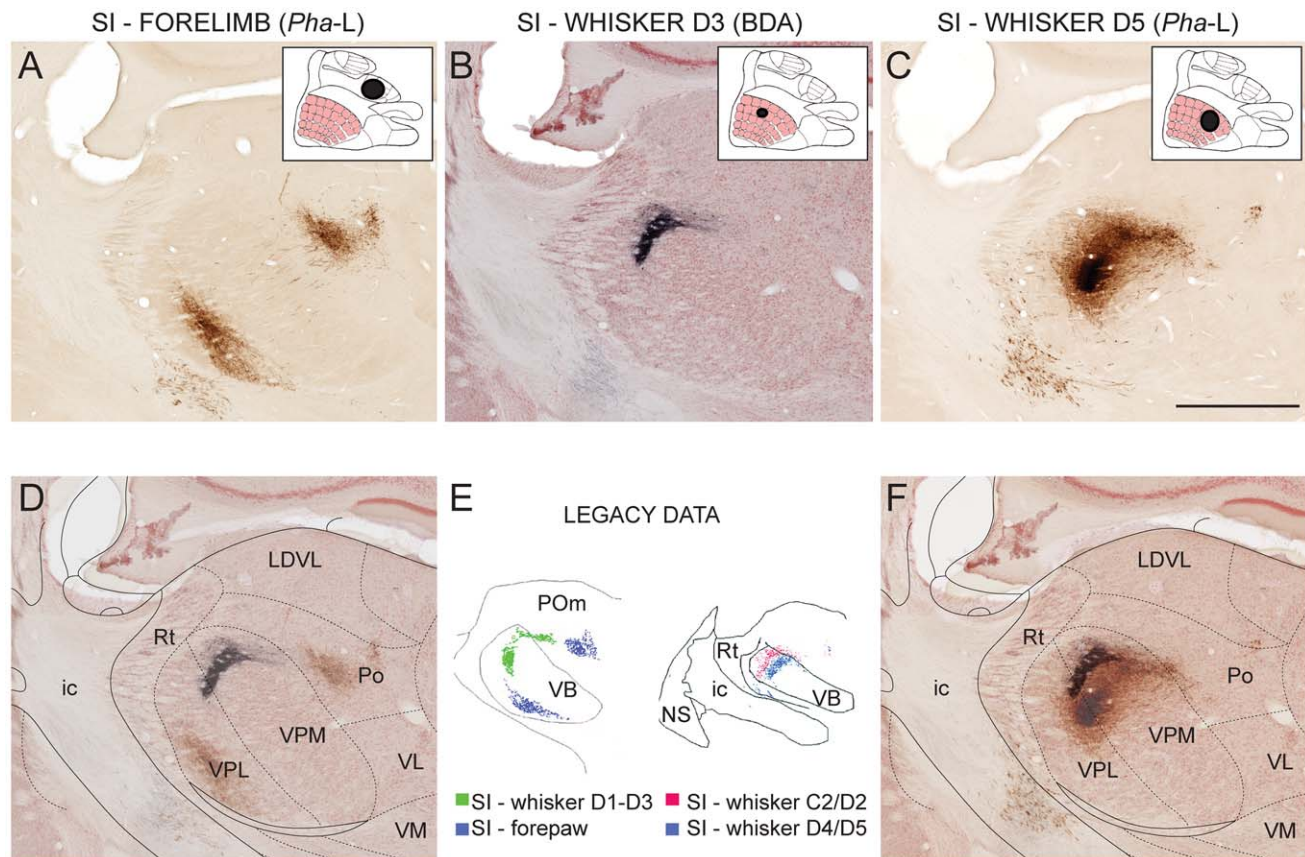 SI - FORELIMB (Pha-L)
SI - WHISKER D3 (BDA)
SI - WHISKER D5 (Pha-L)
A
B
C
D
LDVL
Rt
Po
ic
VPM
VPL
VL
VM
E
LEGACY DATA
POm
VB
Rt
ic
NS
VB
SI - whisker D1-D3
SI - forepaw
SI - whisker C2/D2
SI - whisker D4/D5
F
LDVL
Rt
Po
ic
VPM
VPL
VL
VM